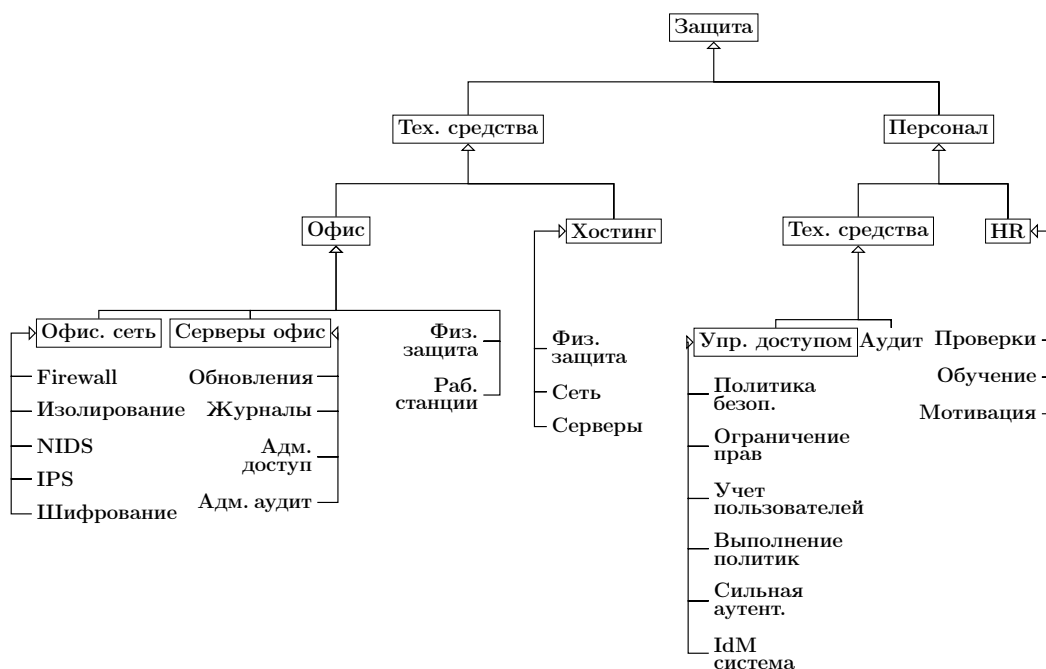 Защита
Тех. средства
Персонал
Офис
Хостинг
Тех. средства
HR
Офис. сеть
Серверы офис
Физ.
защита
Раб.
станции
Firewall
Изолирование
NIDS
IPS
Шифрование
Обновления
Журналы
Адм.
доступ
Адм. аудит
Физ.
защита
Сеть
Серверы
Упр. доступом
Аудит
Политика
безоп.
Ограничение
прав
Учет
пользователей
Выполнение
политик
Сильная
аутент.
IdM
система
Проверки
Обучение
Мотивация